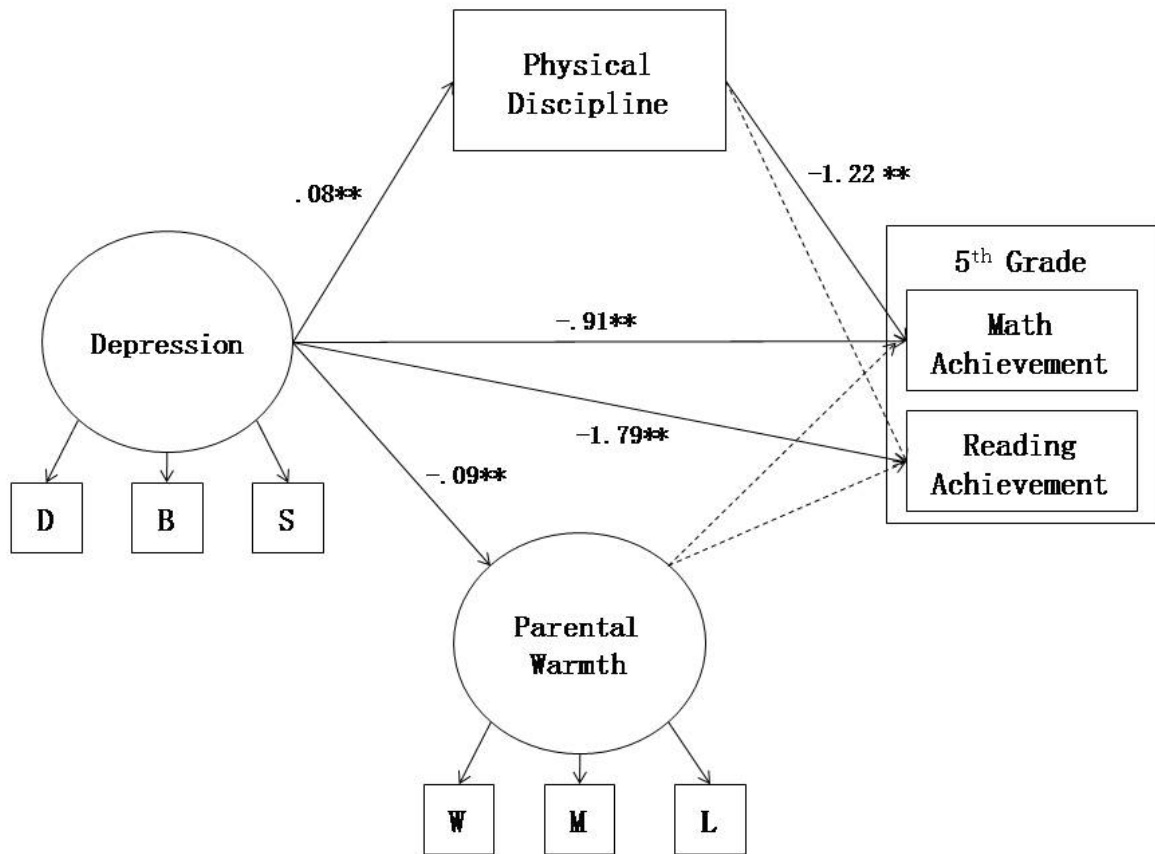 Physical
Discipline
.08**
-1.22 **
5th Grade
Depression
-.91**
Math
Achievement
-1.79**
Reading
Achievement
-.09**
D
B
S
Parental
Warmth
W
M
L